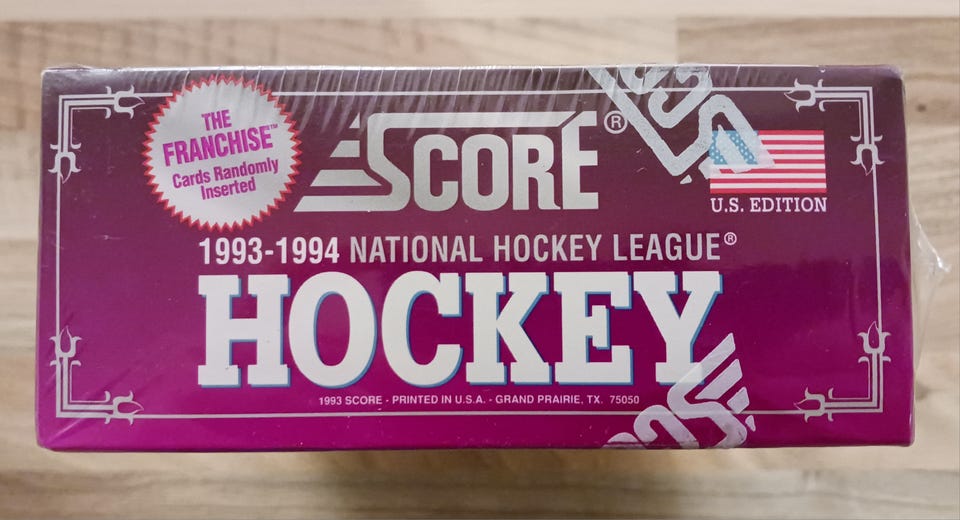 THE
FRANCHISE™
Cards Randomly
Inserted
SCORE®
U.S. EDITION
1993-1994 NATIONAL HOCKEY LEAGUE®
HOCKEY
1993 SCORE - PRINTED IN U.S.A. - GRAND PRAIRIE, TX. 75050